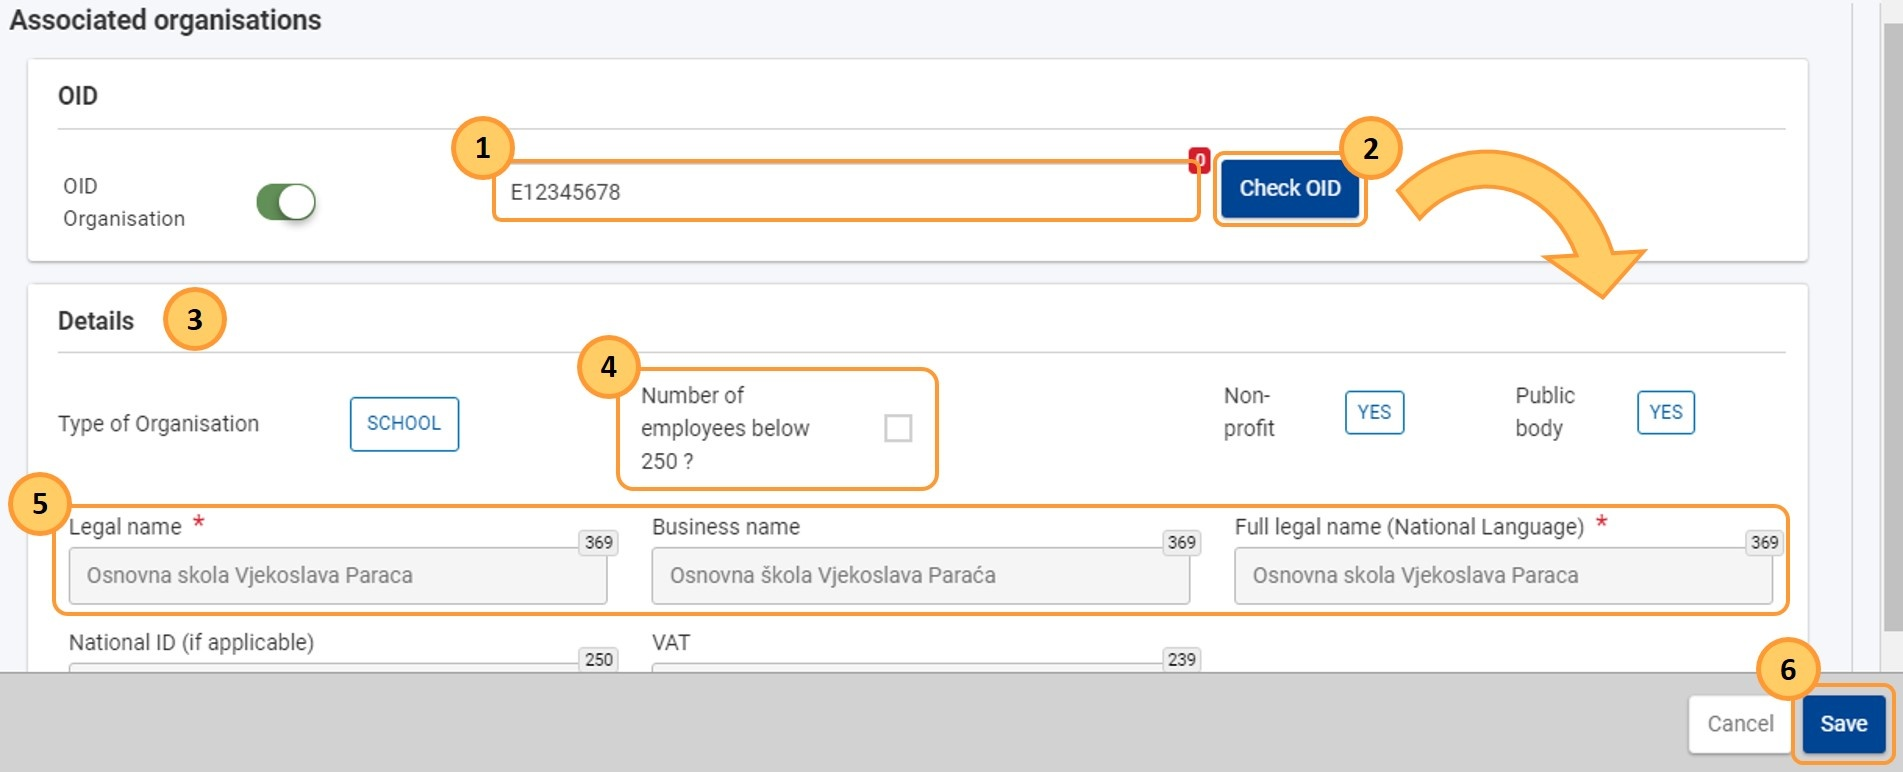 Associated organisations
OID
1
2
0
OID
Organisation
E12345678
Check OID
Details
3
4
Type of Organisation
SCHOOL
Number of
employees below
250 ?
Non-
profit
YES
Public
body
YES
5
Legal name *
369
Business name
369
Full legal name (National Language) *
369
Osnovna skola Vjekoslava Paraca
Osnovna škola Vjekoslava Paraća
Osnovna skola Vjekoslava Paraca
National ID (if applicable)
250
VAT
239
6
Cancel
Save